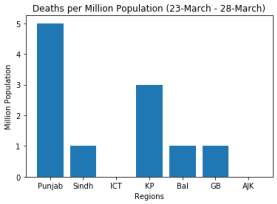 Deaths per Million Population (23-March - 28-March)
5
4
3
2
1
0
Million Population
Punjab Sindh ICT KP Bal GB AJK
Regions